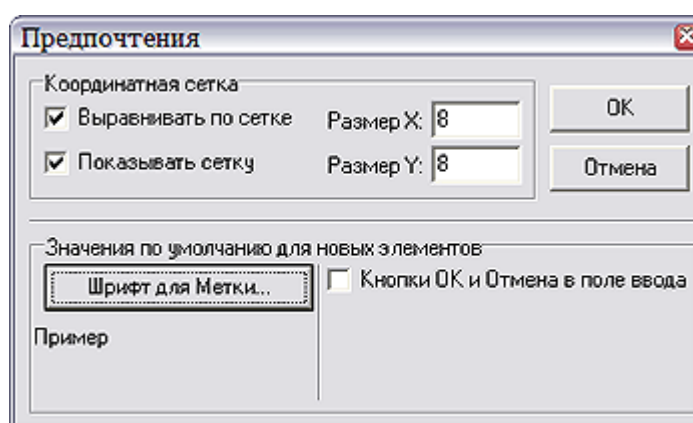 Предпочтения
Координатная сетка
Выравнивать по сетке Размер X: 8
OK
Показывать сетку Размер Y: 8
Отмена
Значения по умолчанию для новых элементов
Шрифт для Метки...
Кнопки OK и Отмена в поле ввода
Пример